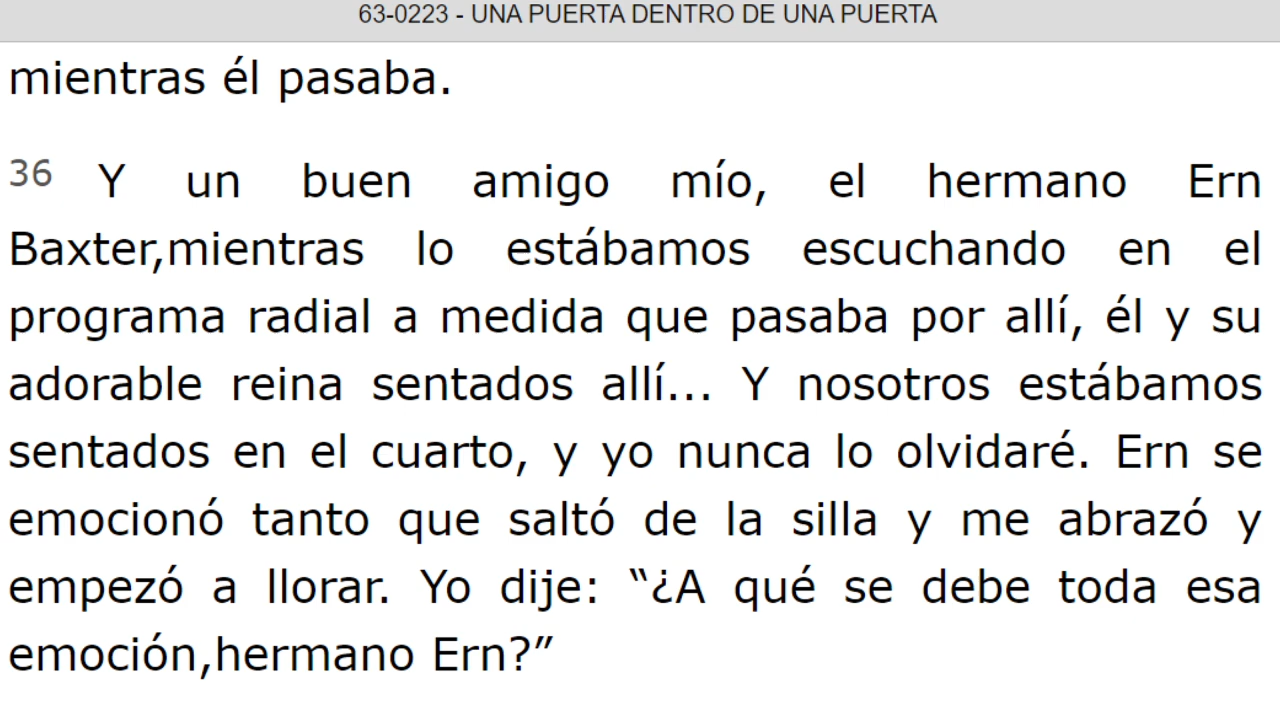 63-0223 - UNA PUERTA DENTRO DE UNA PUERTA
mientras él pasaba.
36 Y un buen amigo mío, el hermano Ern
Baxter,mientras lo estábamos escuchando en el
programa radial a medida que pasaba por allí, él y su
adorable reina sentados allí... Y nosotros estábamos
sentados en el cuarto, y yo nunca lo olvidaré. Ern se
emocionó tanto que saltó de la silla y me abrazó y
empezó a llorar. Yo dije: “¿A qué se debe toda esa
emoción,hermano Ern?”